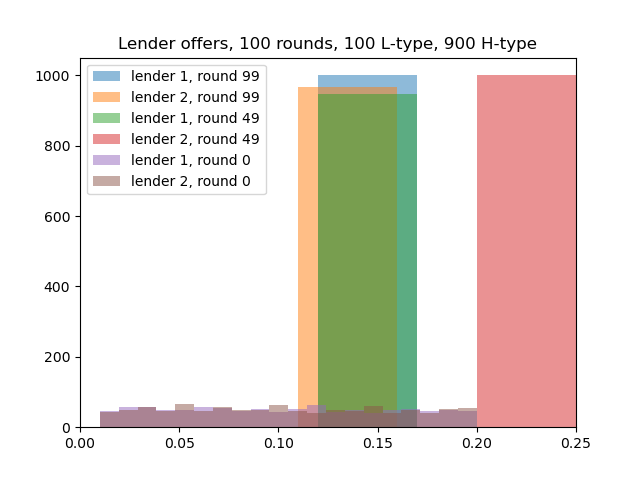 Lender offers, 100 rounds, 100 L-type, 900 H-type
1000
800
600
400
200
0
lender 1, round 99
lender 2, round 99
lender 1, round 49
lender 2, round 49
lender 1, round 0
lender 2, round 0
0.00 0.05 0.10 0.15 0.20 0.25